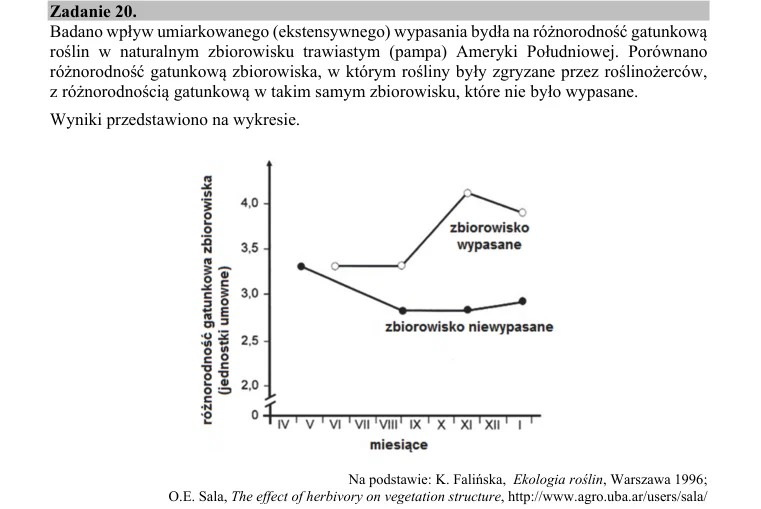 Zadanie 20.
Badano wpływ umiarkowanego (ekstensywnego) wypasania bydła na różnorodność gatunkową
roślin w naturalnym zbiorowisku trawiastym (pampa) Ameryki Południowej. Porównano
różnorodność gatunkową zbiorowiska, w którym rośliny były zgryzane przez roślinożerców,
z różnorodnością gatunkową w takim samym zbiorowisku, które nie było wypasane.
Wyniki przedstawiono na wykresie.
różnorodność gatunkowa zbiorowiska
(jednostki umowne)
4,0
3,5
3,0
2,5
2,0
0
zbiorowisko
wypasane
zbiorowisko niewypasane
IV V VI VII VIII IX X XI XII I
miesiące
Na podstawie: K. Falińska, Ekologia roślin, Warszawa 1996;
O.E. Sala, The effect of herbivory on vegetation structure, http://www.agro.uba.ar/users/sala/